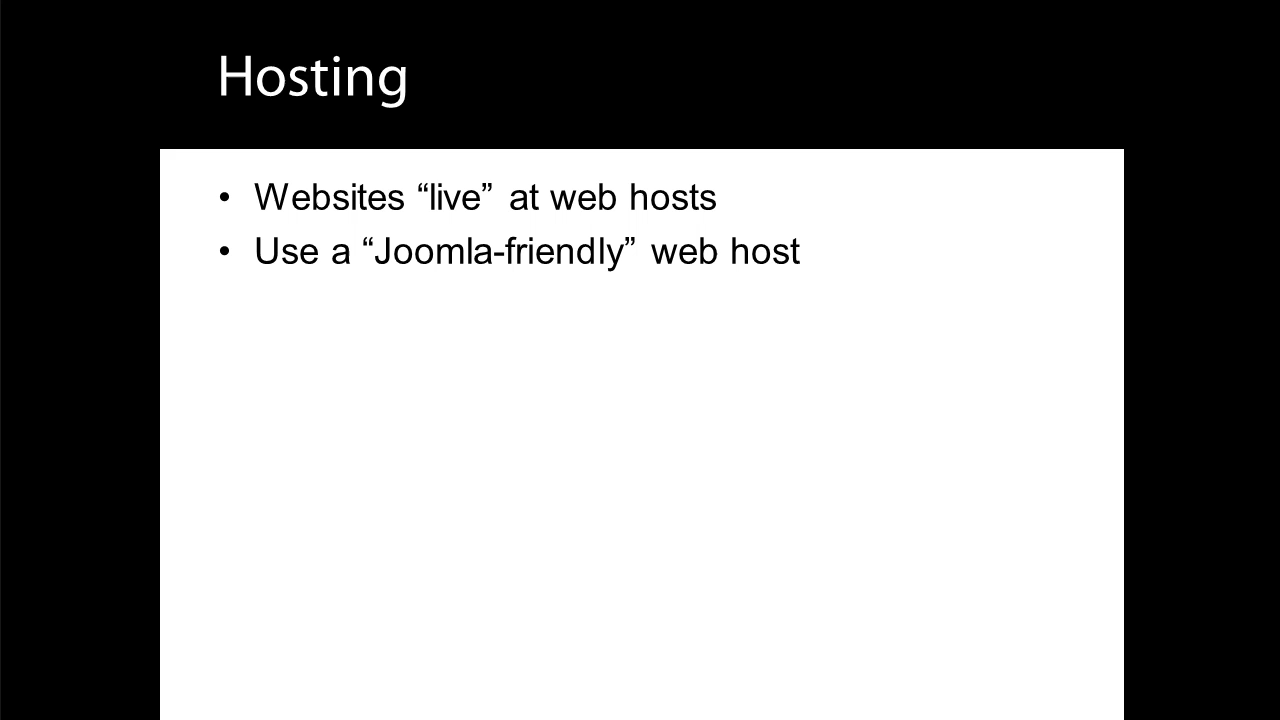 Hosting
• Websites “live” at web hosts
• Use a “Joomla-friendly” web host